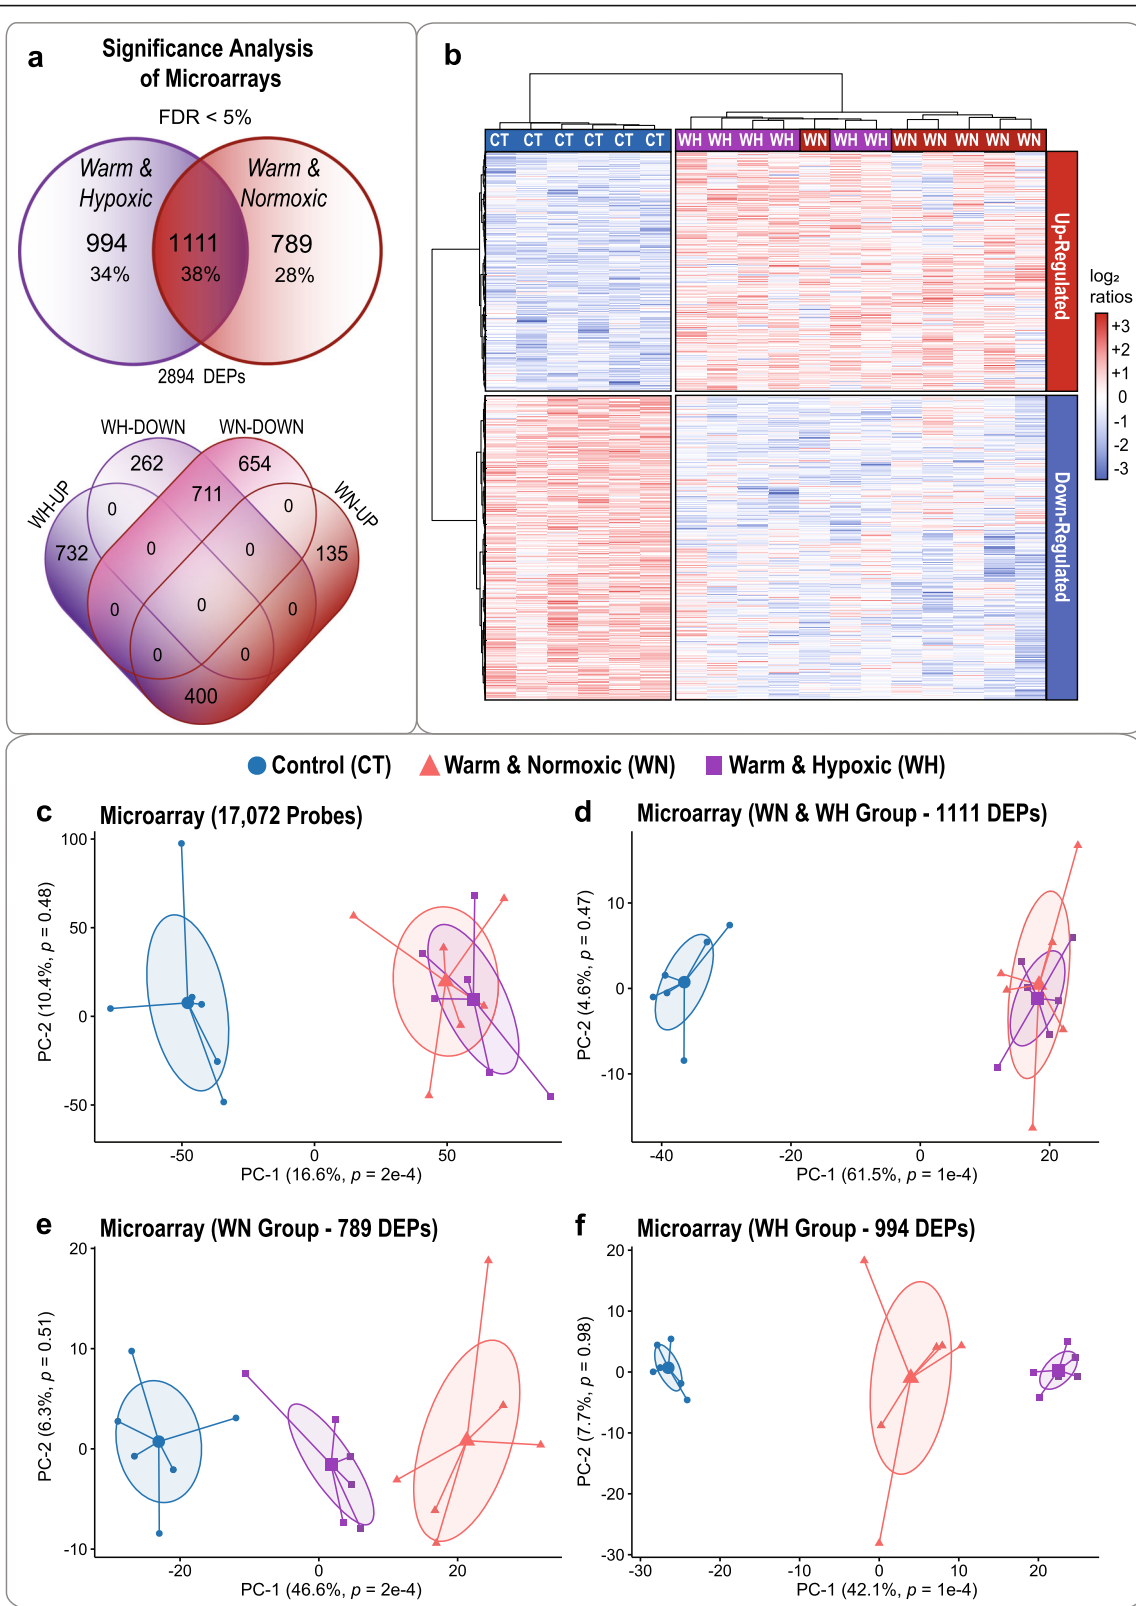 a
Significance Analysis
of Microarrays
FDR < 5%
Warm &
Hypoxic
Warm &
Normoxic
994
1111
789
34%
38%
28%
2894 DEPs
WH-DOWN
WN-DOWN
WH-UP
WN-UP
262
654
711
0
0
732
0
0
135
0
0
0
0
0
400
b
CT CT CT CT CT CT WH WH WH WH WN WH WH WN WN WN WN WN
Up-Regulated
Down-Regulated
log₂
ratios
+3
+2
+1
0
-1
-2
-3
Control (CT)
Warm & Normoxic (WN)
Warm & Hypoxic (WH)
c
Microarray (17,072 Probes)
PC-2 (10.4%, p = 0.48)
100
50
0
-50
-50
0
50
PC-1 (16.6%, p = 2e-4)
d
Microarray (WN & WH Group - 1111 DEPs)
PC-2 (4.6%, p = 0.47)
10
0
-10
-40
-20
0
20
PC-1 (61.5%, p = 1e-4)
e
Microarray (WN Group - 789 DEPs)
PC-2 (6.3%, p = 0.51)
20
10
0
-10
-20
0
20
PC-1 (46.6%, p = 2e-4)
f
Microarray (WH Group - 994 DEPs)
PC-2 (7.7%, p = 0.98)
20
10
0
-10
-20
-30
-30
-20
-10
0
10
20
PC-1 (42.1%, p = 1e-4)